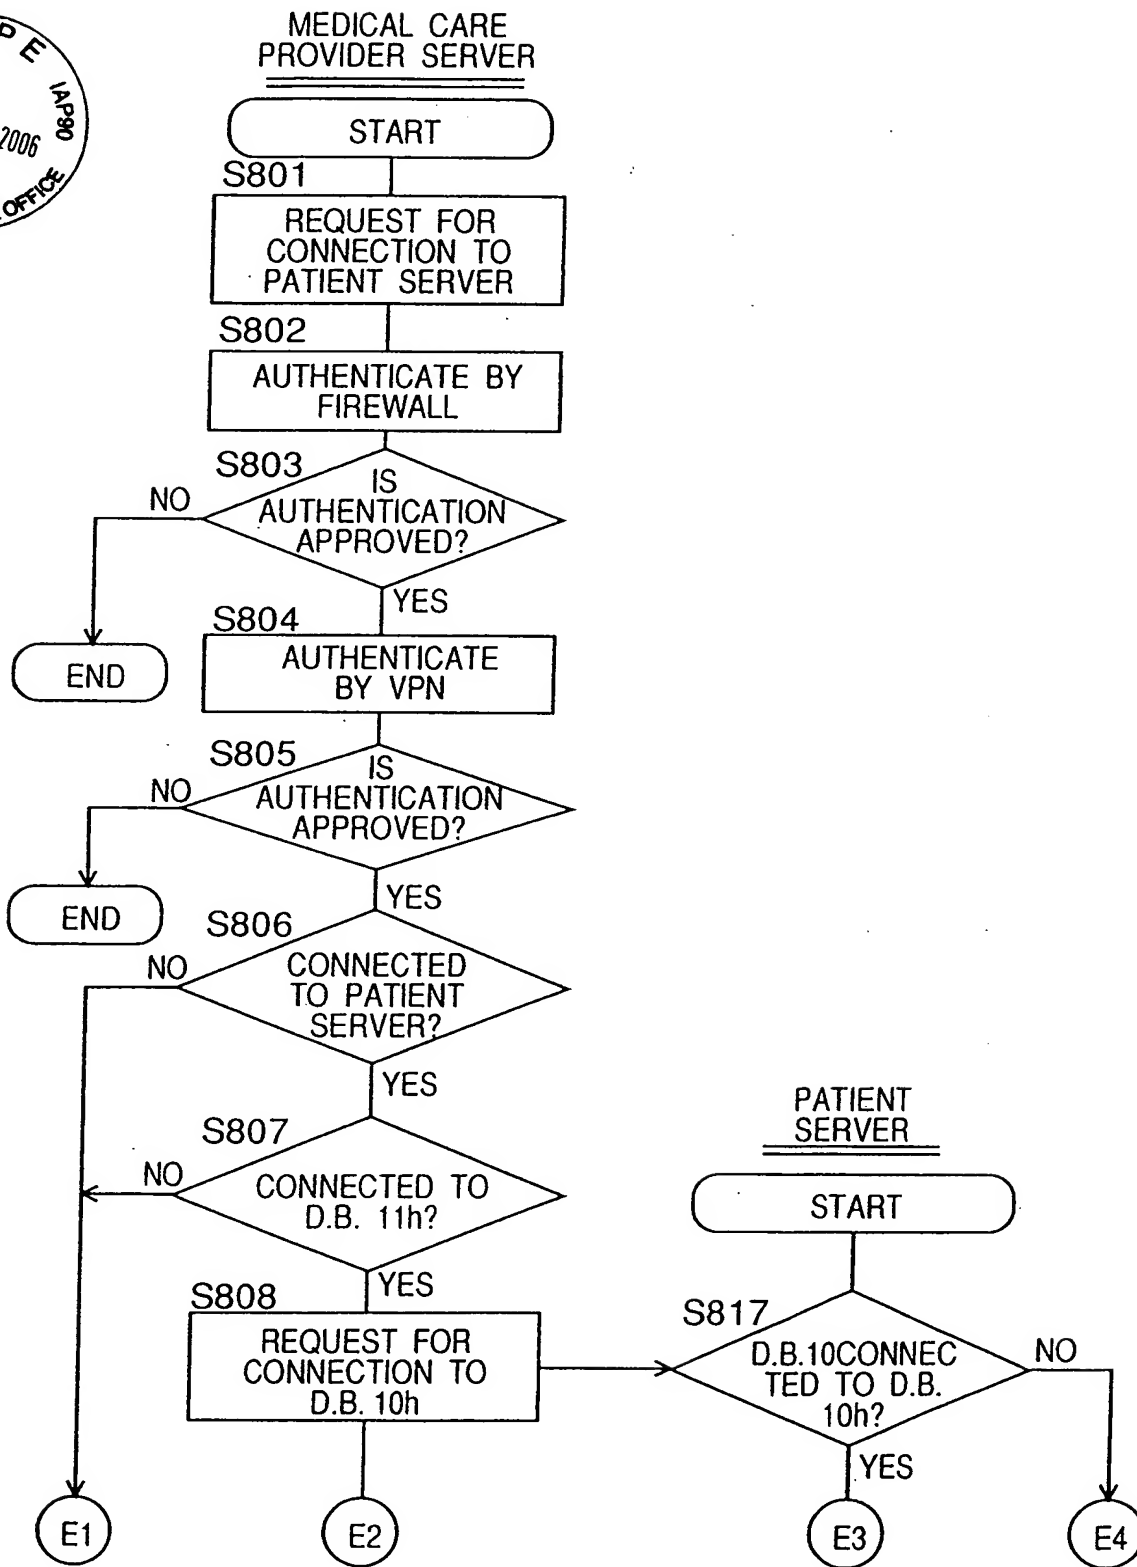 P E
IAP80
2006
OFFICE
MEDICAL CARE
PROVIDER SERVER
START
S801
REQUEST FOR
CONNECTION TO
PATIENT SERVER
S802
AUTHENTICATE BY
FIREWALL
S803
IS
AUTHENTICATION
APPROVED?
NO
YES
END
S804
AUTHENTICATE
BY VPN
S805
IS
AUTHENTICATION
APPROVED?
NO
YES
END
S806
CONNECTED
TO PATIENT
SERVER?
NO
YES
S807
CONNECTED TO
D.B. 11h?
NO
YES
S808
REQUEST FOR
CONNECTION TO
D.B. 10h
PATIENT
SERVER
START
S817
D.B.10CONNEC
TED TO D.B.
10h?
NO
YES
E1
E2
E3
E4